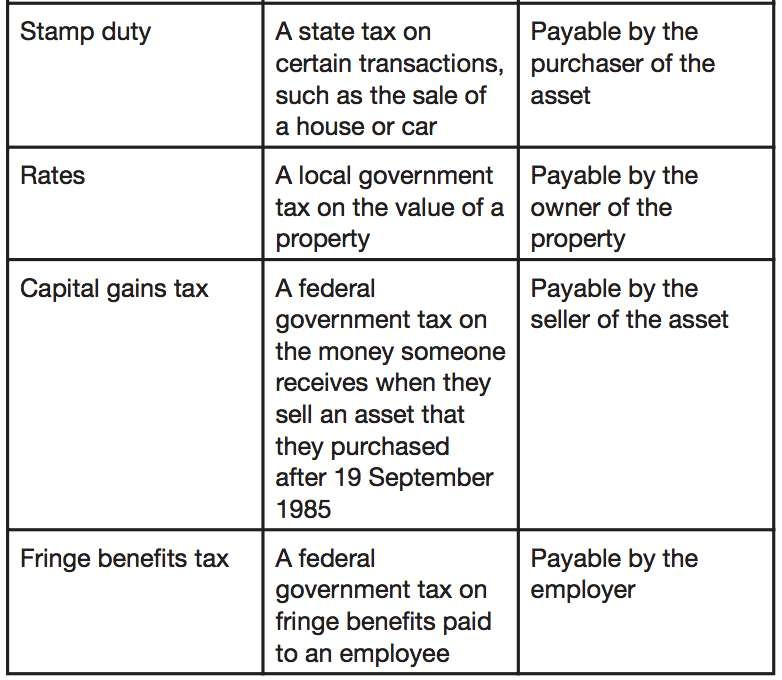 Stamp duty
A state tax on
certain transactions,
such as the sale of
a house or car
Payable by the
purchaser of the
asset
Rates
A local government
tax on the value of a
property
Payable by the
owner of the
property
Capital gains tax
A federal
government tax on
the money someone
receives when they
sell an asset that
they purchased
after 19 September
1985
Payable by the
seller of the asset
Fringe benefits tax
A federal
government tax on
fringe benefits paid
to an employee
Payable by the
employer